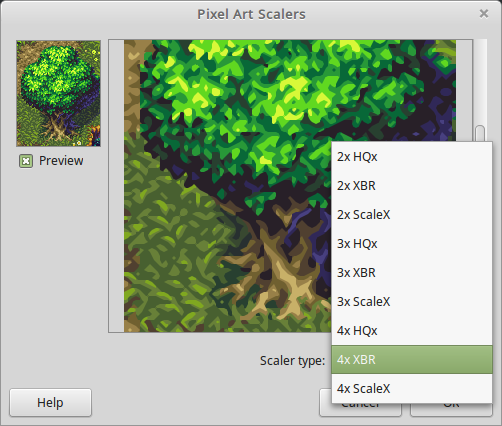 Pixel Art Scalers
Preview
2x HQx
2x XBR
2x ScaleX
3x HQx
3x XBR
3x ScaleX
4x HQx
Scaler type:
4x XBR
4x ScaleX
Help
Cancel
OK